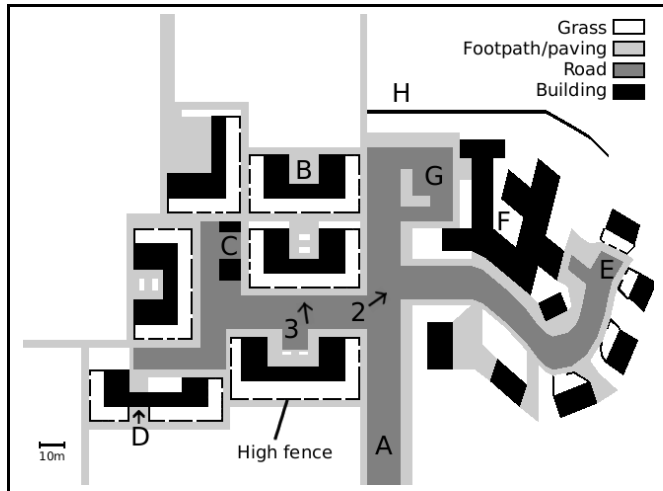 Grass
Footpath/paving
Road
Building
H
B
G
F
C
E
2
3
D
A
High fence
10m